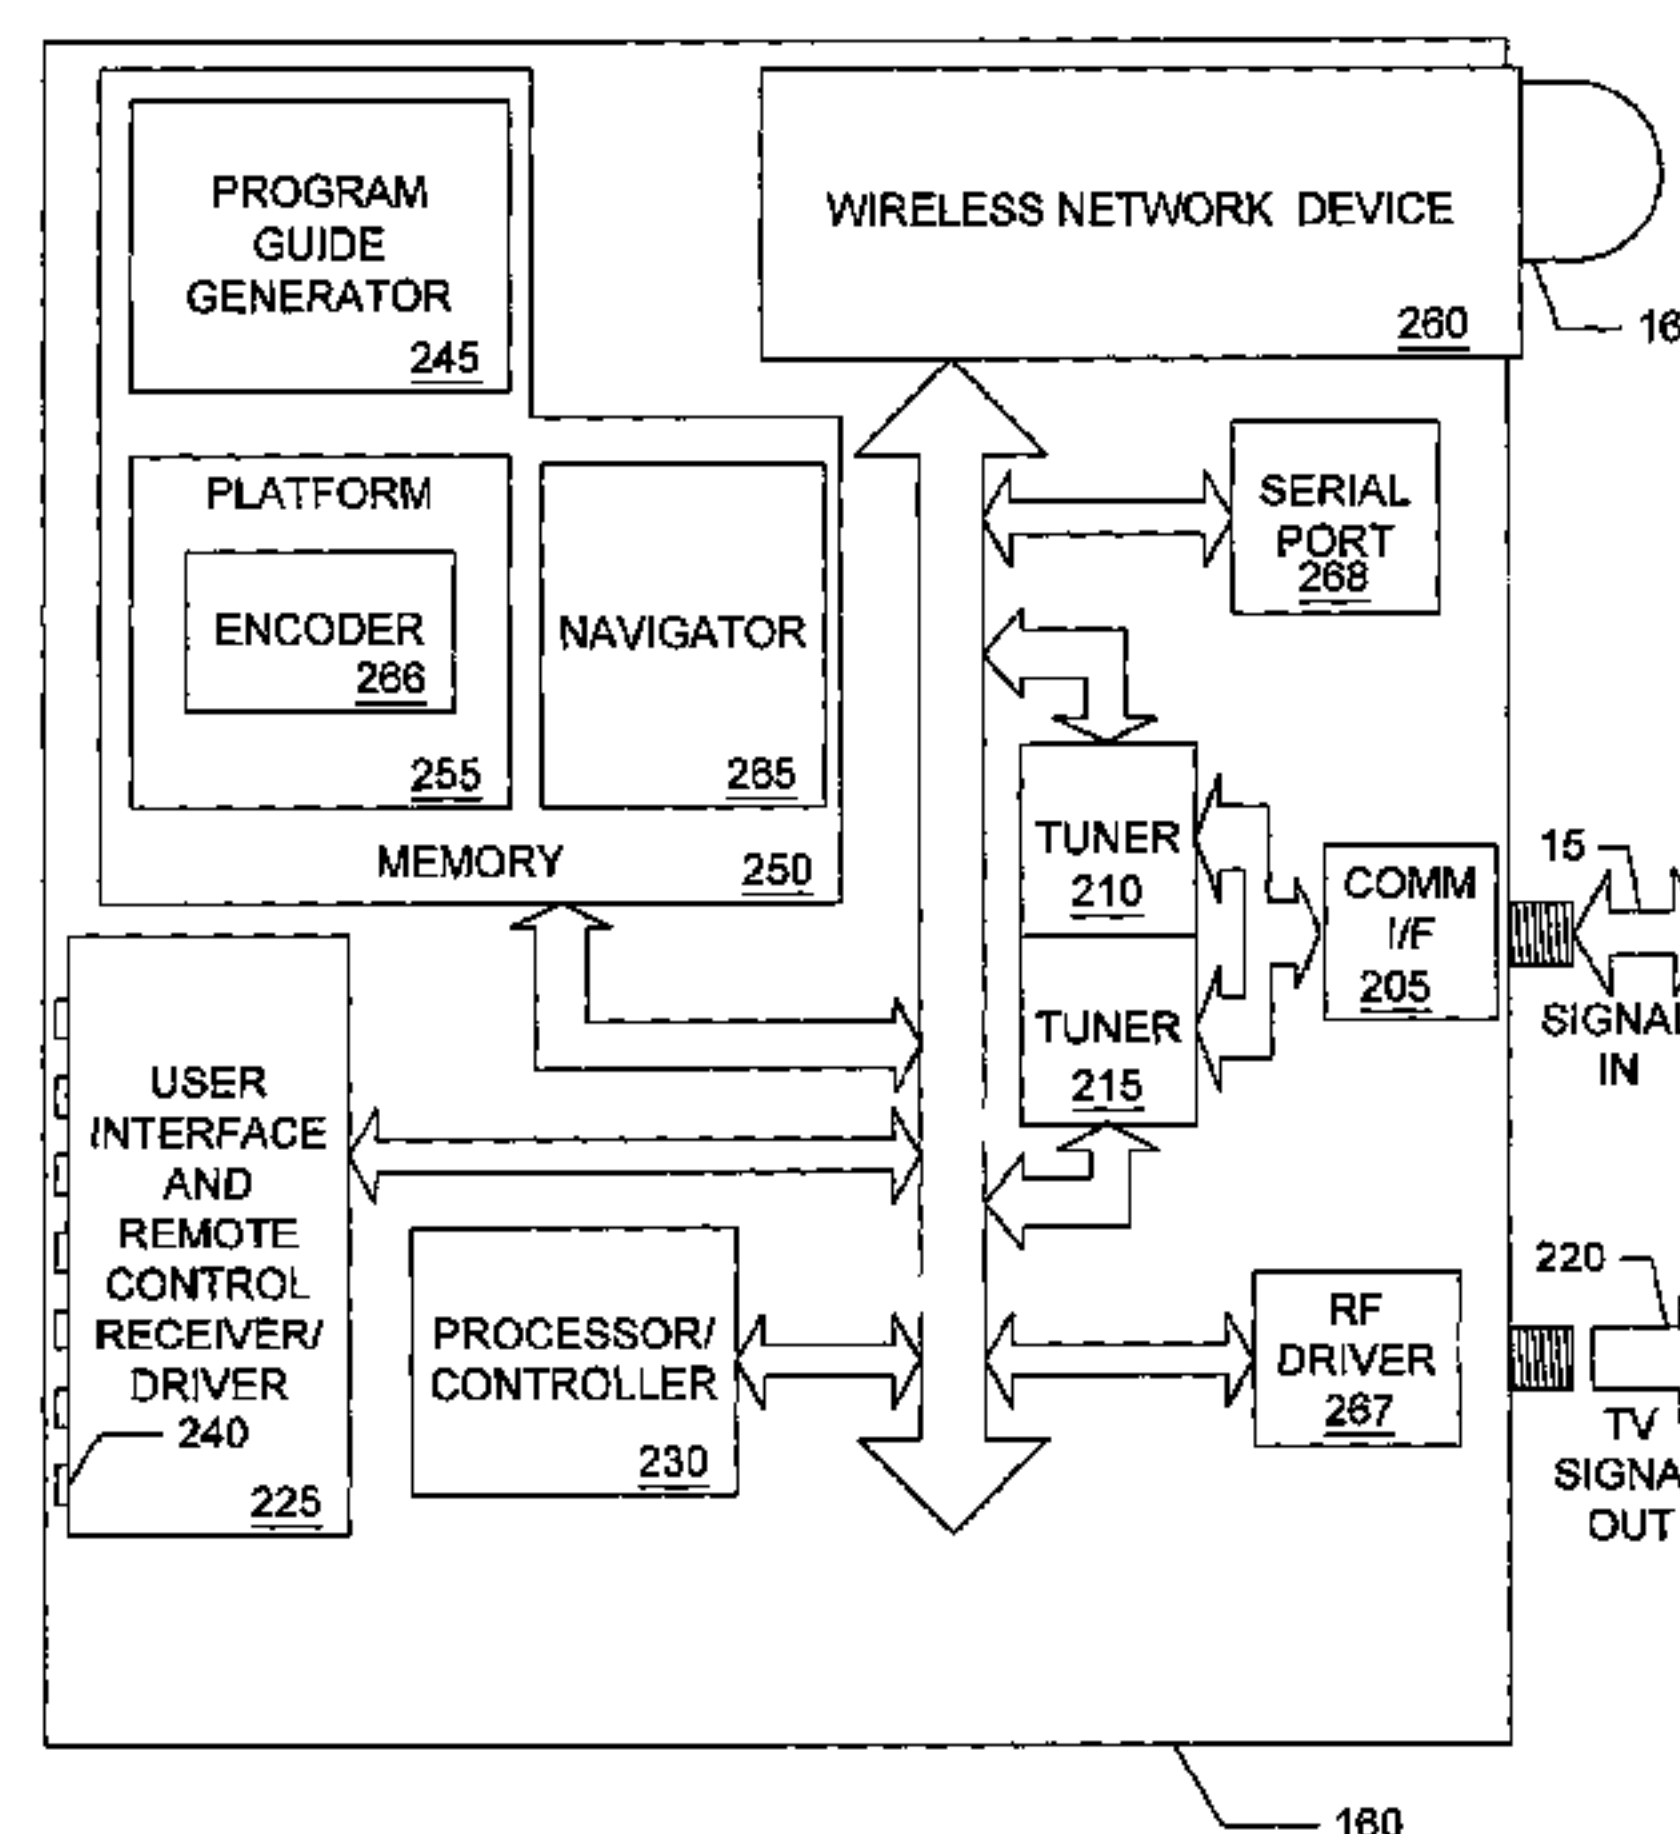 PROGRAM
GUIDE
GENERATOR
245
WIRELESS NETWORK DEVICE
260
16
PLATFORM
ENCODER
266
255
NAVIGATOR
265
MEMORY
250
SERIAL
PORT
268
TUNER
210
TUNER
215
COMM
I/F
205
15
SIGNAL
IN
USER
INTERFACE
AND
REMOTE
CONTROL
RECEIVER/
DRIVER
240
225
PROCESSOR/
CONTROLLER
230
RF
DRIVER
267
220
TV
SIGNA
OUT
160